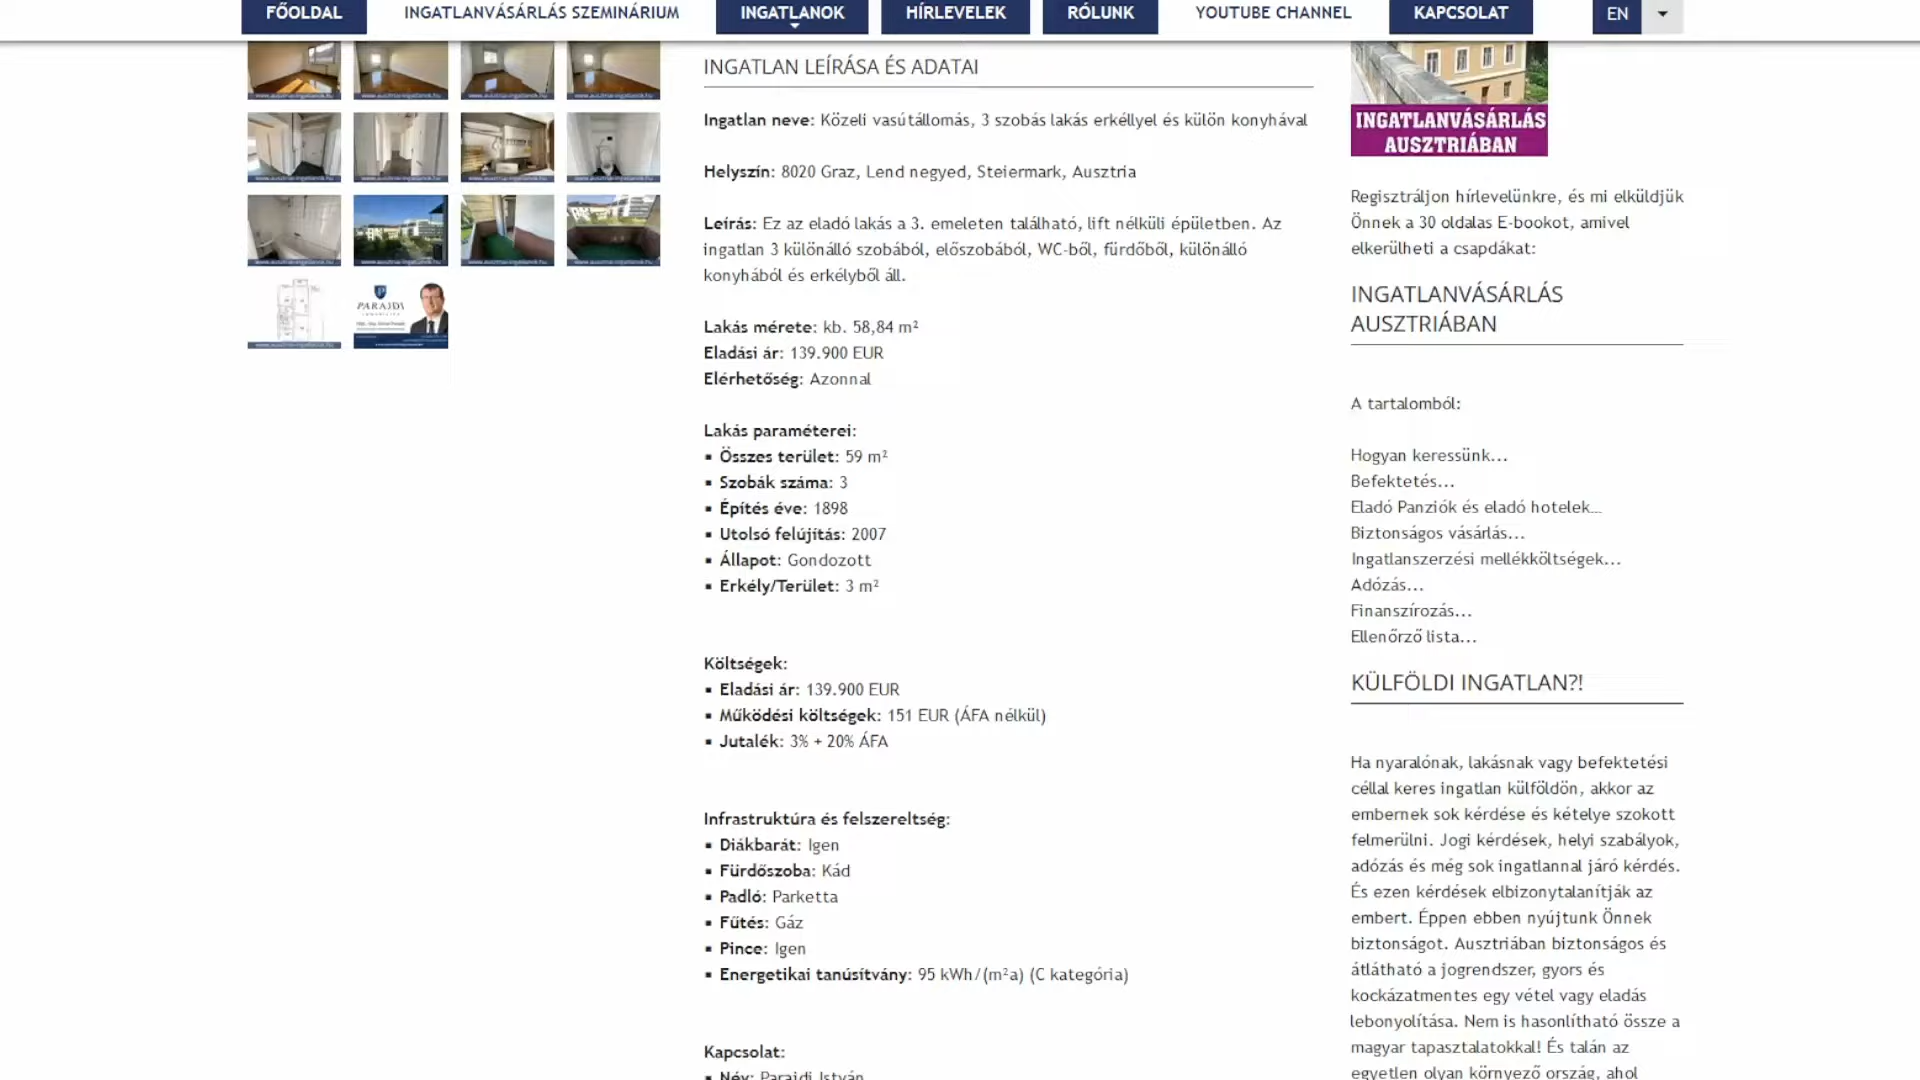 FŐOLDAL
INGATLANVÁSÁRLÁS SZEMINÁRIUM
INGATLANOK
HÍRLEVELEK
RÓLUNK
YOUTUBE CHANNEL
KAPCSOLAT
EN
PARAJDI
INGATLAN LEÍRÁSA ÉS ADATAI
Ingatlan neve: Közeli vasútállomás, 3 szobás lakás erkéllyel és külön konyhával
Helyszín: 8020 Graz, Lend negyed, Steiermark, Ausztria
Leírás: Ez az eladó lakás a 3. emeleten található, lift nélküli épületben. Az
ingatlan 3 különálló szobából, előszobából, WC-ből, fürdőből, különálló
konyhából és erkélyből áll.
Lakás mérete: kb. 58,84 m²
Eladási ár: 139.900 EUR
Elérhetőség: Azonnal
Lakás paraméterei:
▪ Összes terület: 59 m²
▪ Szobák száma: 3
▪ Építés éve: 1898
▪ Utolsó felújítás: 2007
▪ Állapot: Gondozott
▪ Erkély/Terület: 3 m²
Költségek:
▪ Eladási ár: 139.900 EUR
▪ Működési költségek: 151 EUR (ÁFA nélkül)
▪ Jutalék: 3% + 20% ÁFA
Infrastruktúra és felszereltség:
▪ Diákbarát: Igen
▪ Fürdőszoba: Kád
▪ Padló: Parketta
▪ Fűtés: Gáz
▪ Pince: Igen
▪ Energetikai tanúsítvány: 95 kWh/(m²a) (C kategória)
Kapcsolat:
▪ Név: Parajdi István
INGATLANVÁSÁRLÁS
AUSZTRIÁBAN
Regisztráljon hírlevelünkre, és mi elküldjük
Önnek a 30 oldalas E-bookot, amivel
elkerülheti a csapdákat:
INGATLANVÁSÁRLÁS
AUSZTRIÁBAN
A tartalomból:
Hogyan keressünk...
Befektetés...
Eladó Panziók és eladó hotelek...
Biztonságos vásárlás...
Ingatlanszerzési mellékköltségek...
Adózás...
Finanszírozás...
Ellenőrző lista...
KÜLFÖLDI INGATLAN?!
Ha nyaralónak, lakásnak vagy befektetési
céllal keres ingatlan külföldön, akkor az
embernek sok kérdése és kételye szokott
felmerülni. Jogi kérdések, helyi szabályok,
adózás és még sok ingatlannal járó kérdés.
És ezen kérdések elbizonytalanítják az
embert. Éppen ebben nyújtunk Önnek
biztonságot. Ausztriában biztonságos és
átlátható a jogrendszer, gyors és
kockázatmentes egy vétel vagy eladás
lebonyolítása. Nem is hasonlítható össze a
magyar tapasztalatokkal! És talán az
egyetlen olyan környező ország, ahol